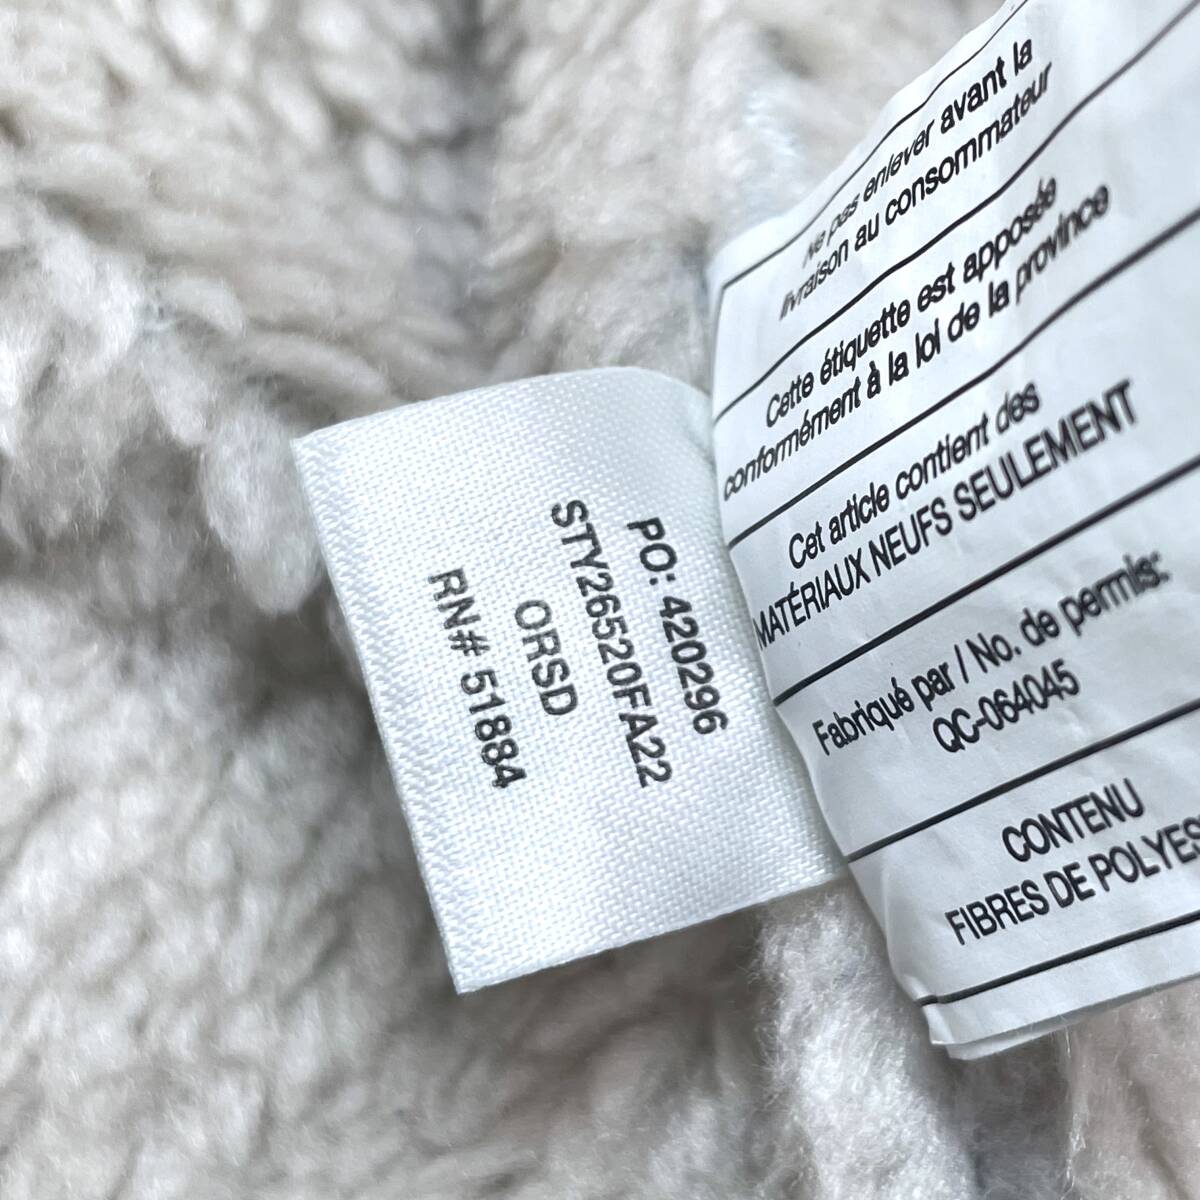 PO: 420296
STY26520FA22
ORSD
RN# 51884
Ne pas enlever avant la
livraison au consommateur
Cette étiquette est apposée
conformément à la loi de la province
Cet article contient des
MATÉRIAUX NEUFS SEULEMENT
Fabriqué par / No. de permis:
QC-064045
CONTENU
FIBRES DE POLYES